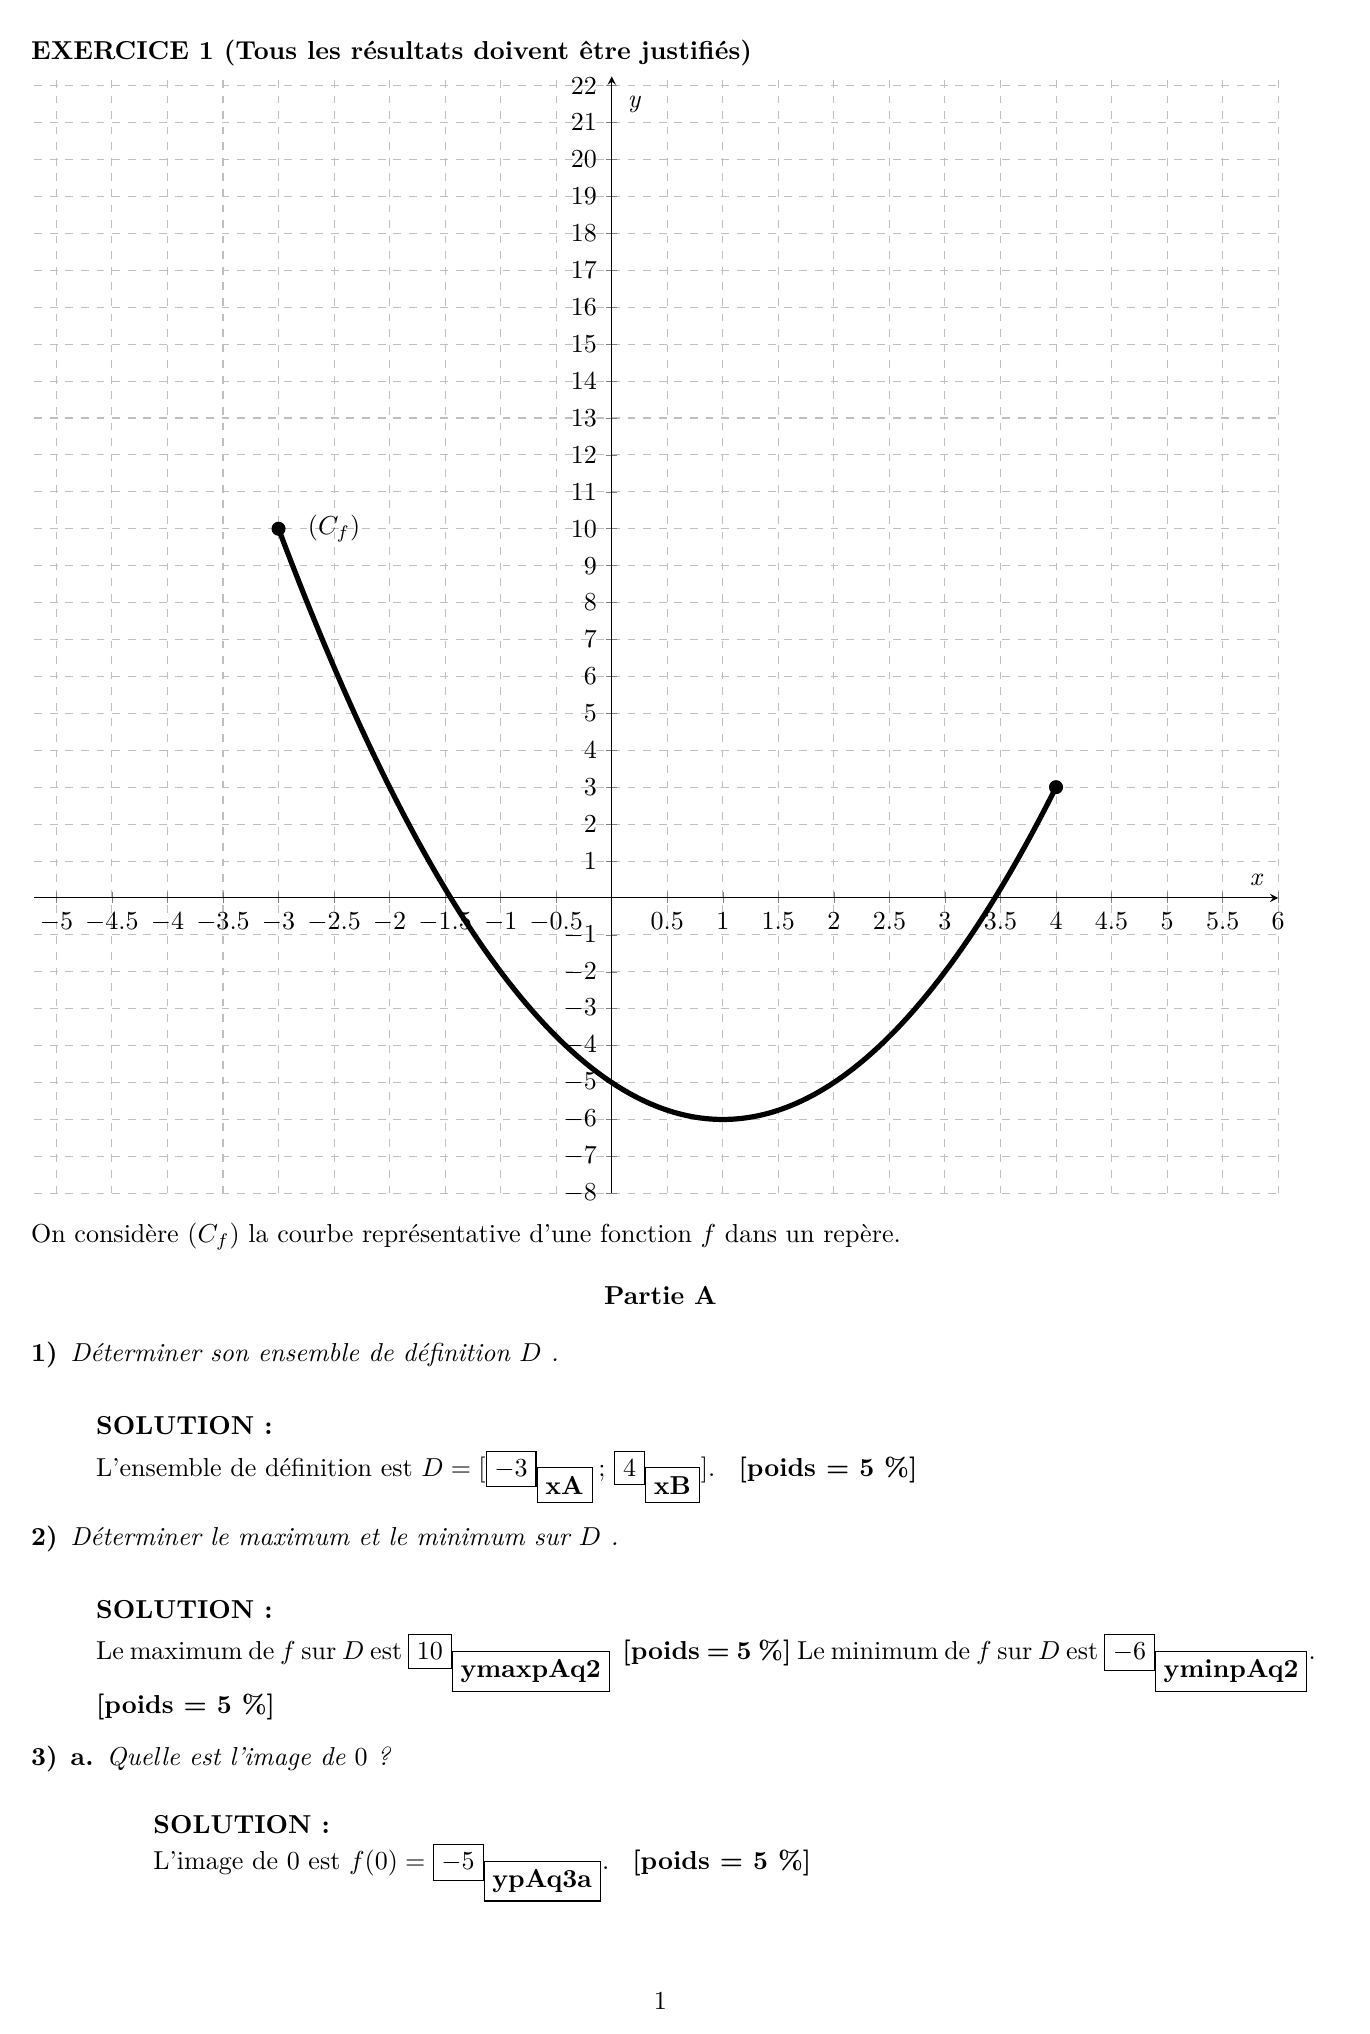 EXERCICE 1 (Tous les résultats doivent être justifiés)
22
y
21
20
19
18
17
16
15
14
13
12
11
10
(C_f)
9
8
7
6
5
4
3
2
1
x
−5 −4.5 −4 −3.5 −3 −2.5 −2 −1.5 −1 −0.5 0.5 1 1.5 2 2.5 3 3.5 4 4.5 5 5.5 6
−1
−2
−3
−4
−5
−6
−7
−8
On considère (C_f) la courbe représentative d'une fonction f dans un repère.
Partie A
1) Déterminer son ensemble de définition D .
SOLUTION :
L'ensemble de définition est D = [−3 xA ; 4 xB ]. [poids = 5 %]
2) Déterminer le maximum et le minimum sur D .
SOLUTION :
Le maximum de f sur D est 10 ymaxpAq2 [poids = 5 %] Le minimum de f sur D est −6 yminpAq2 .
[poids = 5 %]
3) a. Quelle est l'image de 0 ?
SOLUTION :
L'image de 0 est f(0) = −5 ypAq3a . [poids = 5 %]
1